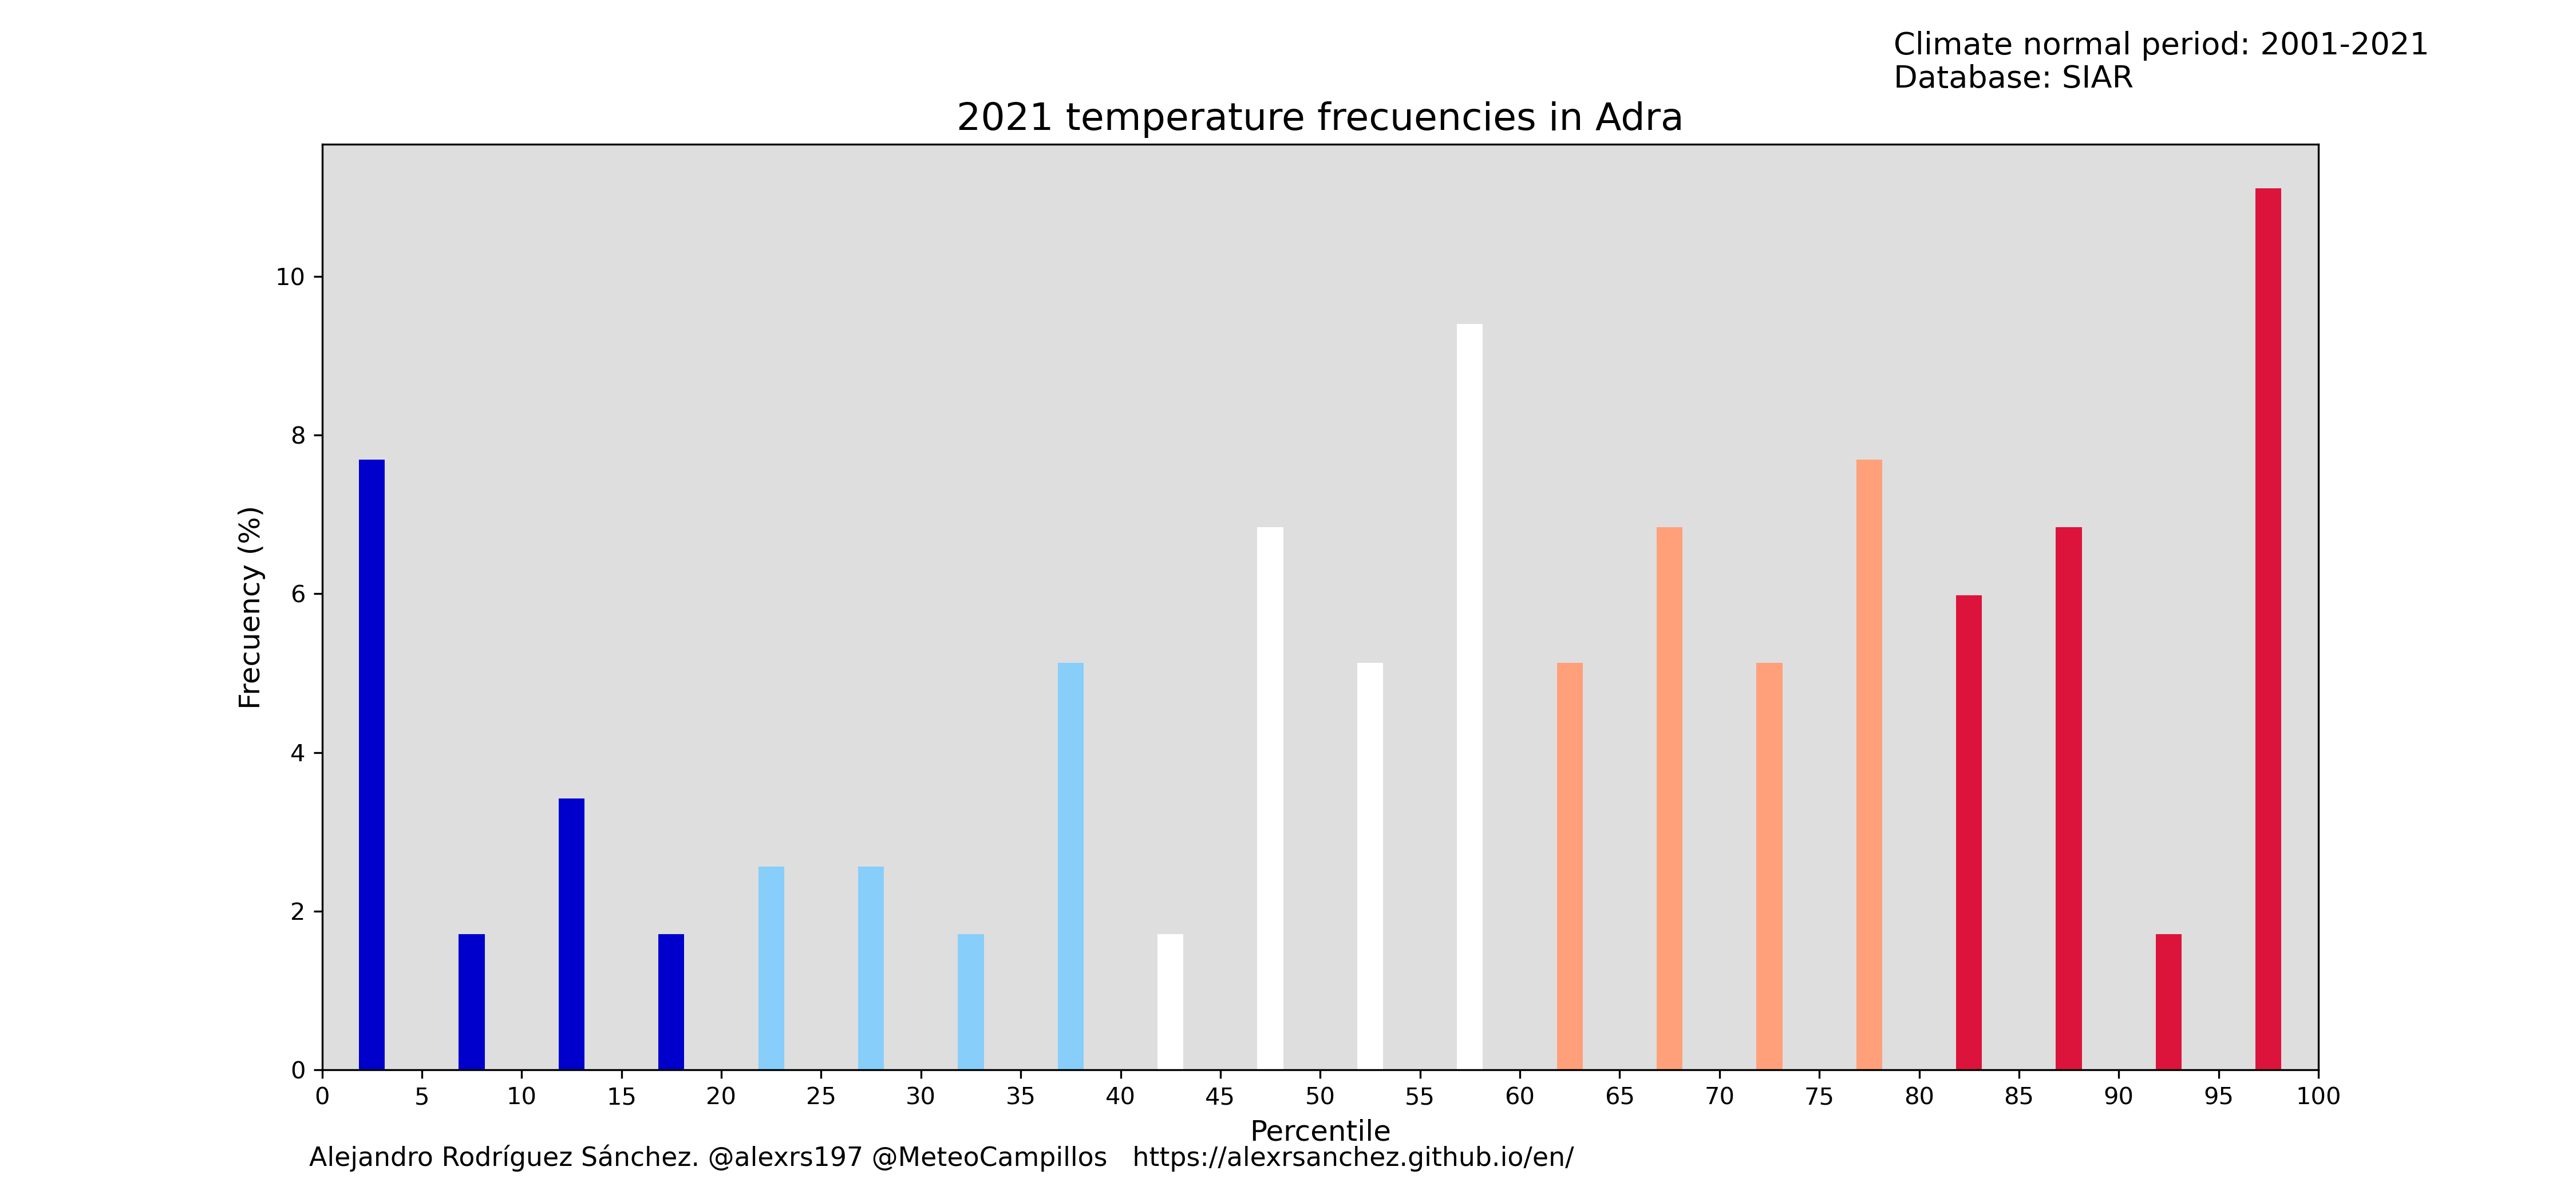 Climate normal period: 2001-2021
Database: SIAR
2021 temperature frecuencies in Adra
10
8
6
4
2
0
Frecuency (%)
0 5 10 15 20 25 30 35 40 45 50 55 60 65 70 75 80 85 90 95 100
Percentile
Alejandro Rodríguez Sánchez. @alexrs197 @MeteoCampillos https://alexrsanchez.github.io/en/